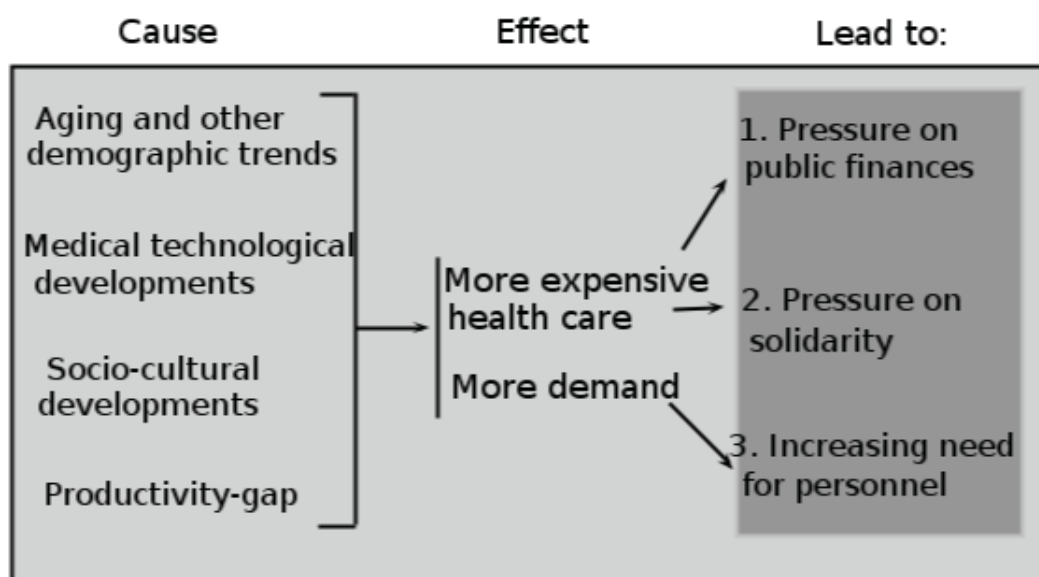 Cause
Effect
Lead to:
Aging and other
demographic trends
Medical technological
developments
Socio-cultural
developments
Productivity-gap
More expensive
health care
More demand
1. Pressure on
public finances
2. Pressure on
solidarity
3. Increasing need
for personnel